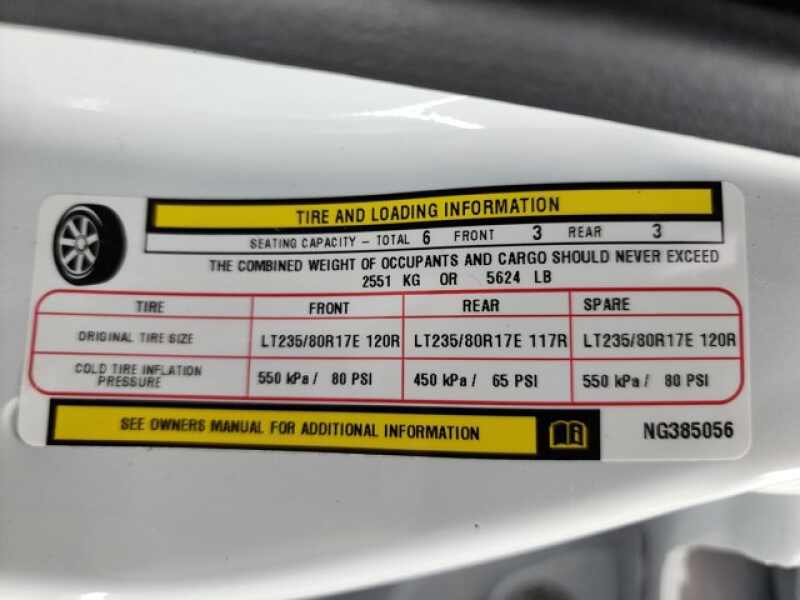 TIRE AND LOADING INFORMATION
SEATING CAPACITY – TOTAL 6 FRONT 3 REAR 3
THE COMBINED WEIGHT OF OCCUPANTS AND CARGO SHOULD NEVER EXCEED
2551 KG OR 5624 LB
TIRE FRONT REAR SPARE
ORIGINAL TIRE SIZE LT235/80R17E 120R LT235/80R17E 117R LT235/80R17E 120R
COLD TIRE INFLATION PRESSURE 550 kPa / 80 PSI 450 kPa / 65 PSI 550 kPa / 80 PSI
SEE OWNERS MANUAL FOR ADDITIONAL INFORMATION NG385056